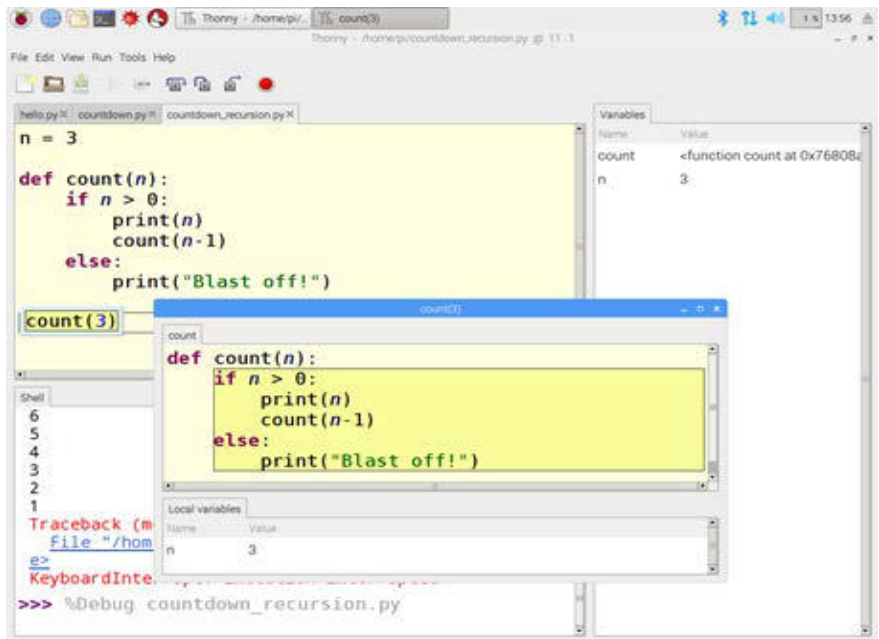 Thonny - /home/pi/..
count(3)
1 %
13:56
Thonny - /home/pi/countdown_recursion.py @ 11 : 1
File Edit View Run Tools Help
hello.py countdown.py countdown_recursion.py
n = 3
def count(n):
if n > 0:
print(n)
count(n-1)
else:
print("Blast off!")
count(3)
Variables
Name Value
count <function count at 0x76808
n 3
Shell
6
5
4
3
2
1
Traceback (m
File "/hom
e>
KeyboardInte
>>> %Debug countdown_recursion.py
count(3)
count
def count(n):
if n > 0:
print(n)
count(n-1)
else:
print("Blast off!")
Local variables
Name Value
n 3